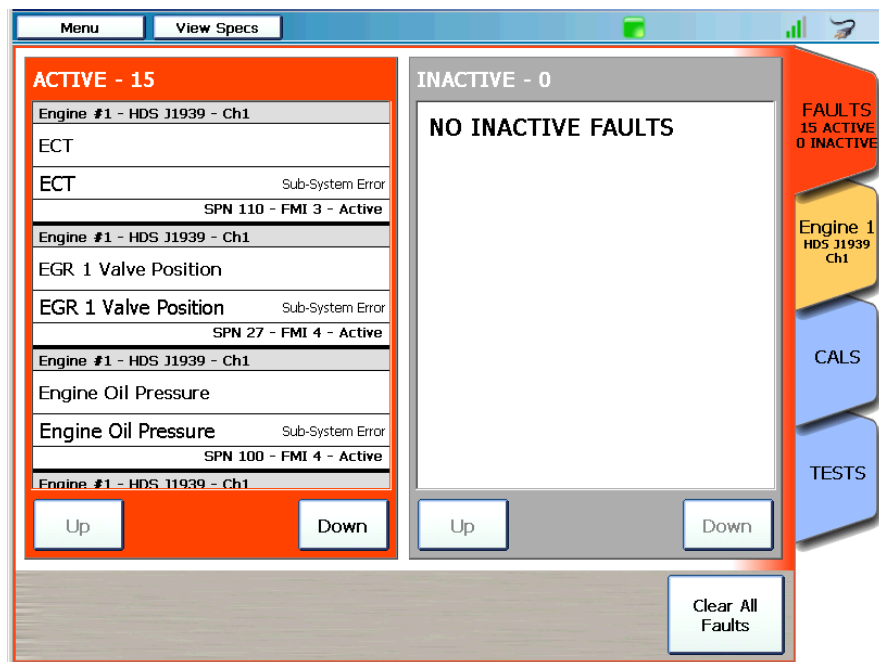 Menu
View Specs
ACTIVE - 15
Engine #1 - HDS J1939 - Ch1
ECT
ECT Sub-System Error
SPN 110 - FMI 3 - Active
Engine #1 - HDS J1939 - Ch1
EGR 1 Valve Position
EGR 1 Valve Position Sub-System Error
SPN 27 - FMI 4 - Active
Engine #1 - HDS J1939 - Ch1
Engine Oil Pressure
Engine Oil Pressure Sub-System Error
SPN 100 - FMI 4 - Active
Engine #1 - HDS J1939 - Ch1
Up
Down
INACTIVE - 0
NO INACTIVE FAULTS
Up
Down
FAULTS
15 ACTIVE
0 INACTIVE
Engine 1
HDS J1939
Ch1
CALS
TESTS
Clear All
Faults